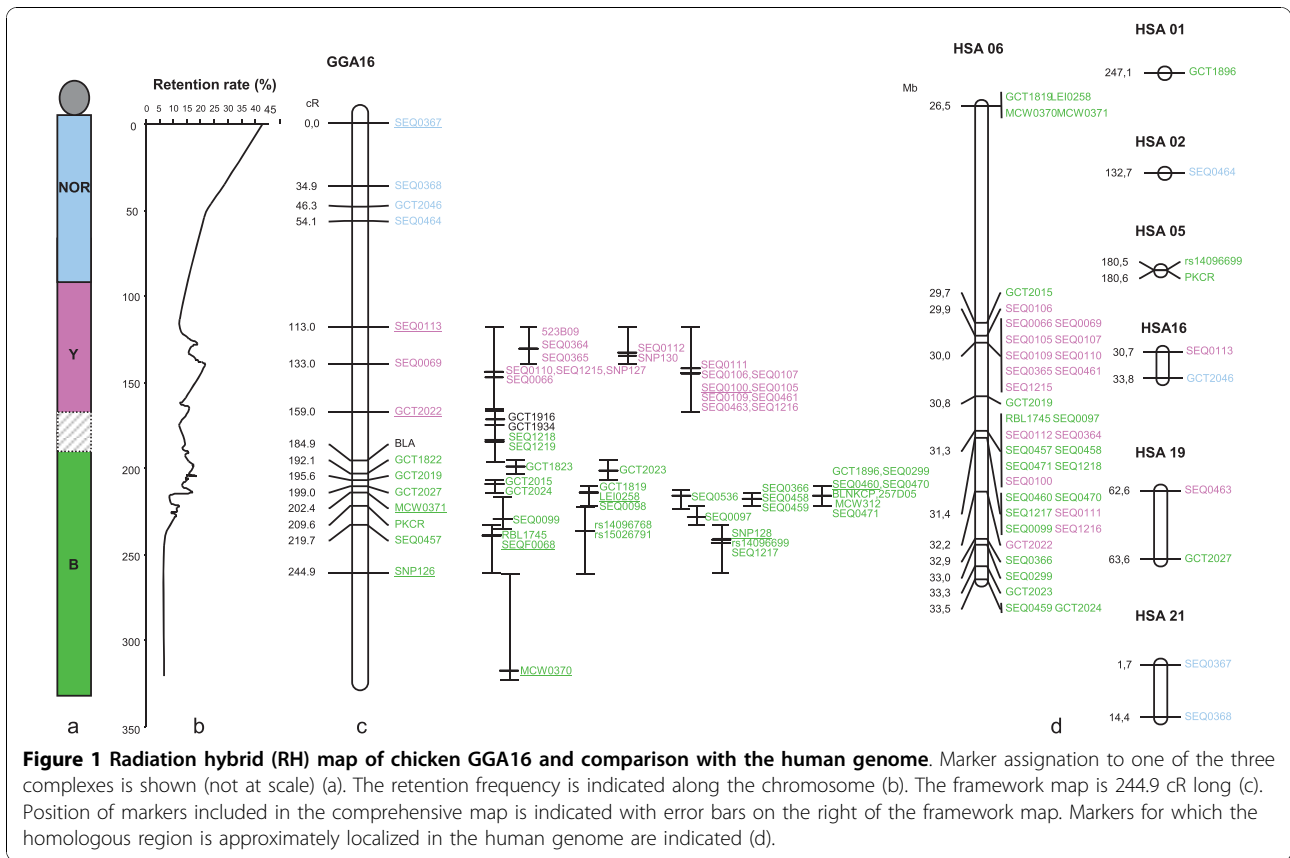 GGA16
HSA 06
HSA 01
Retention rate (%)
0 5 10 15 20 25 30 35 40 45
cR
Mb
NOR
Y
B
0
50
100
150
200
250
300
350
0,0 SEQ0367
34.9 SEQ0368
46.3 GCT2046
54.1 SEQ0464
113.0 SEQ0113
133.0 SEQ0069
159.0 GCT2022
184.9 BLA
192.1 GCT1822
195.6 GCT2019
199.0 GCT2027
202.4 MCW0371
209.6 PKCR
219.7 SEQ0457
244.9 SNP126
523B09
SEQ0364
SEQ0365
SEQ0112
SNP130
SEQ0111
SEQ0106,SEQ0107
SEQ0100,SEQ0105
SEQ0109,SEQ0461
SEQ0463,SEQ1216
SEQ0110,SEQ1215,SNP127
SEQ0066
GCT1916
GCT1934
SEQ1218
SEQ1219
GCT1823
GCT2023
GCT2015
GCT2024
GCT1819
LEI0258
SEQ0098
SEQ0536
SEQ0097
SEQ0366
SEQ0458
SEQ0459
GCT1896,SEQ0299
SEQ0460,SEQ0470
BLNKCP,257D05
MCW312
SEQ0471
SEQ0099
RBL1745
SEQF0068
rs14096768
rs15026791
SNP128
rs14096699
SEQ1217
MCW0370
26,5 GCT1819LEI0258
MCW0370MCW0371
29,7 GCT2015
29,9 SEQ0106
SEQ0066 SEQ0069
SEQ0105 SEQ0107
30,0 SEQ0109 SEQ0110
SEQ0365 SEQ0461
SEQ1215
30,8 GCT2019
RBL1745 SEQ0097
SEQ0112 SEQ0364
31,3 SEQ0457 SEQ0458
SEQ0471 SEQ1218
SEQ0100
SEQ0460 SEQ0470
31,4 SEQ1217 SEQ0111
SEQ0099 SEQ1216
32,2 GCT2022
32,9 SEQ0366
33,0 SEQ0299
33,3 GCT2023
33,5 SEQ0459 GCT2024
247,1 GCT1896
HSA 02
132,7 SEQ0464
HSA 05
180,5 rs14096699
180,6 PKCR
HSA16
30,7 SEQ0113
33,8 GCT2046
HSA 19
62,6 SEQ0463
63,6 GCT2027
HSA 21
1,7 SEQ0367
14,4 SEQ0368
a b c d
Figure 1 Radiation hybrid (RH) map of chicken GGA16 and comparison with the human genome. Marker assignation to one of the three
complexes is shown (not at scale) (a). The retention frequency is indicated along the chromosome (b). The framework map is 244.9 cR long (c).
Position of markers included in the comprehensive map is indicated with error bars on the right of the framework map. Markers for which the
homologous region is approximately localized in the human genome are indicated (d).